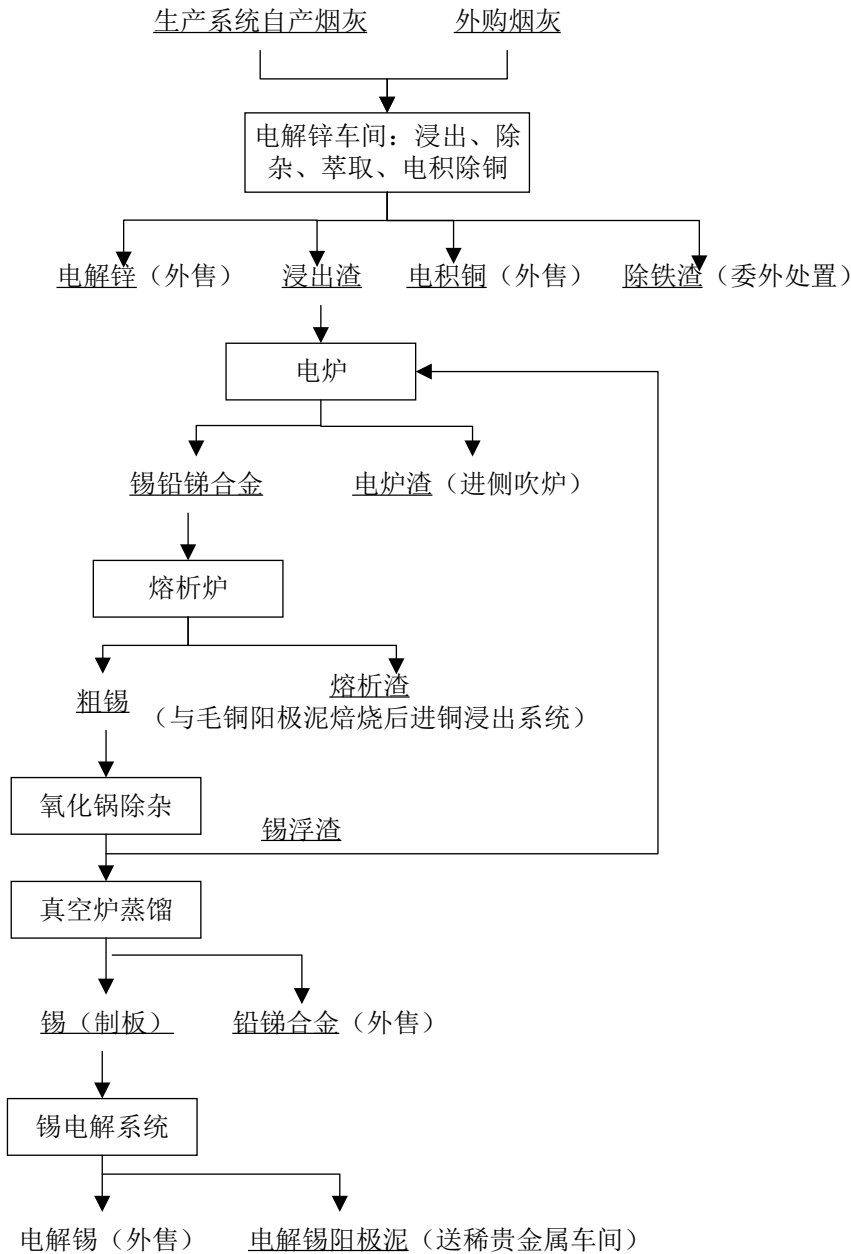 生产系统自产烟灰
外购烟灰
电解锌车间：浸出、除
杂、萃取、电积除铜
电解锌（外售）
浸出渣
电积铜（外售）
除铁渣（委外处置）
电炉
锡铅锑合金
电炉渣（进侧吹炉）
熔析炉
粗锡
熔析渣
（与毛铜阳极泥焙烧后进铜浸出系统）
氧化锅除杂
锡浮渣
真空炉蒸馏
锡（制板）
铅锑合金（外售）
锡电解系统
电解锡（外售）
电解锡阳极泥（送稀贵金属车间）